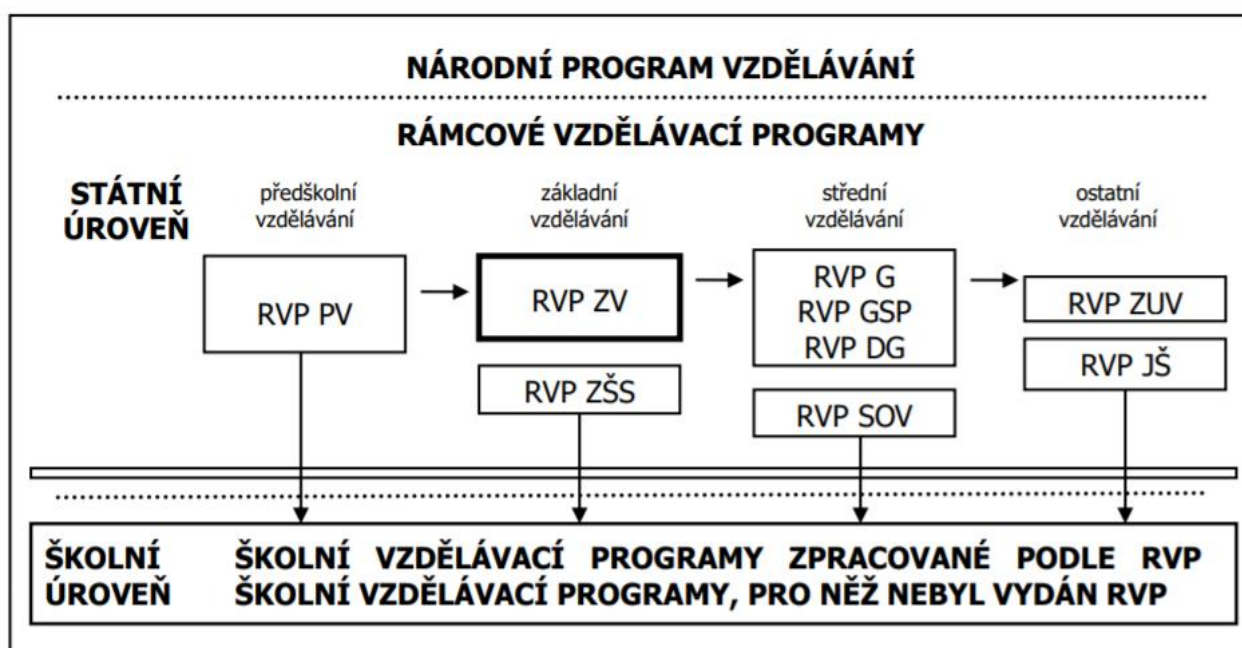 NÁRODNÍ PROGRAM VZDĚLÁVÁNÍ
RÁMCOVÉ VZDĚLÁVACÍ PROGRAMY
STÁTNÍ
ÚROVEŇ
předškolní
vzdělávání
základní
vzdělávání
střední
vzdělávání
ostatní
vzdělávání
RVP PV
RVP ZV
RVP ZŠS
RVP G
RVP GSP
RVP DG
RVP SOV
RVP ZUV
RVP JŠ
ŠKOLNÍ
ÚROVEŇ
ŠKOLNÍ VZDĚLÁVACÍ PROGRAMY ZPRACOVANÉ PODLE RVP
ŠKOLNÍ VZDĚLÁVACÍ PROGRAMY, PRO NĚŽ NEBYL VYDÁN RVP